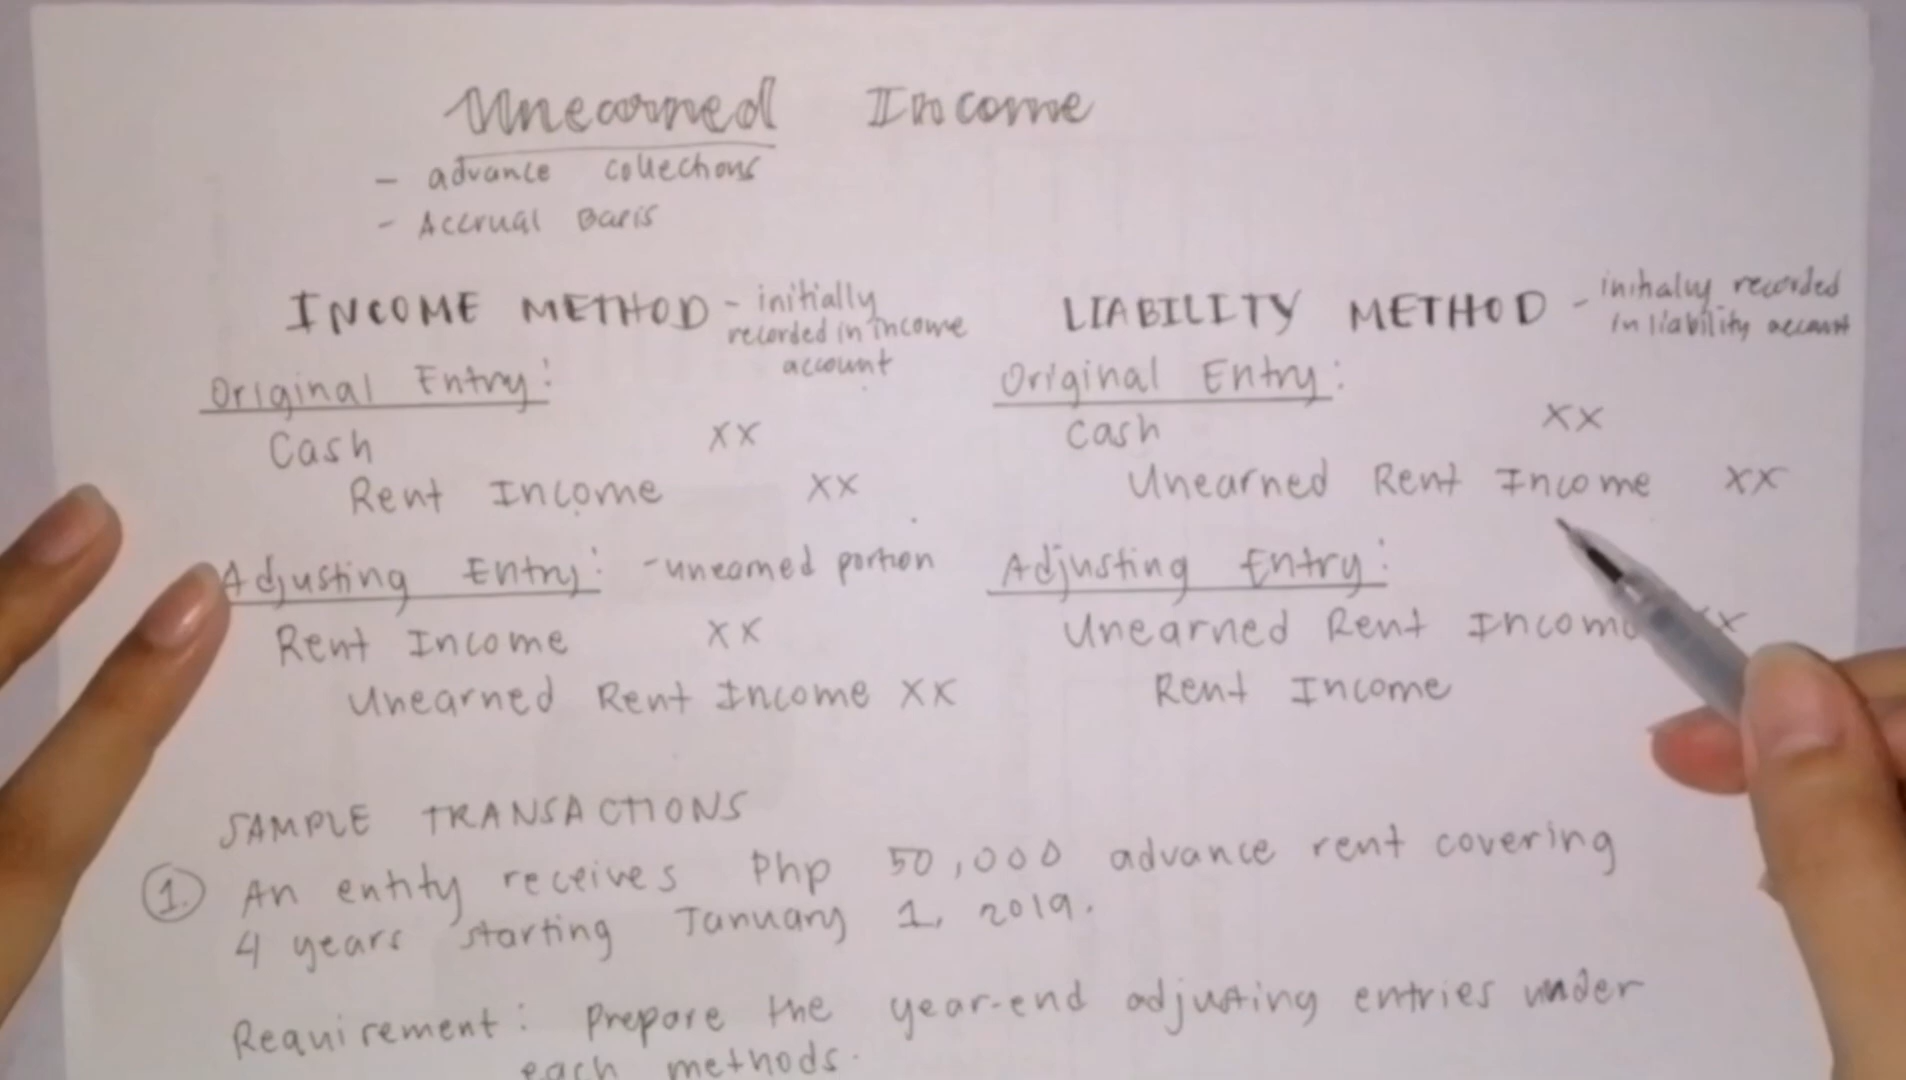 Unearned Income
- advance collections
- Accrual Basis
INCOME METHOD - initially
recorded in income
account
Original Entry:
Cash XX
Rent Income XX
Adjusting Entry: - unearned portion
Rent Income XX
Unearned Rent Income XX
LIABILITY METHOD - initially recorded
in liability account
Original Entry:
Cash XX
Unearned Rent Income XX
Adjusting Entry:
Unearned Rent Income
Rent Income
SAMPLE TRANSACTIONS
1. An entity receives Php 50,000 advance rent covering
4 years starting January 1, 2019.
Requirement: Prepare the year-end adjusting entries under
each methods.